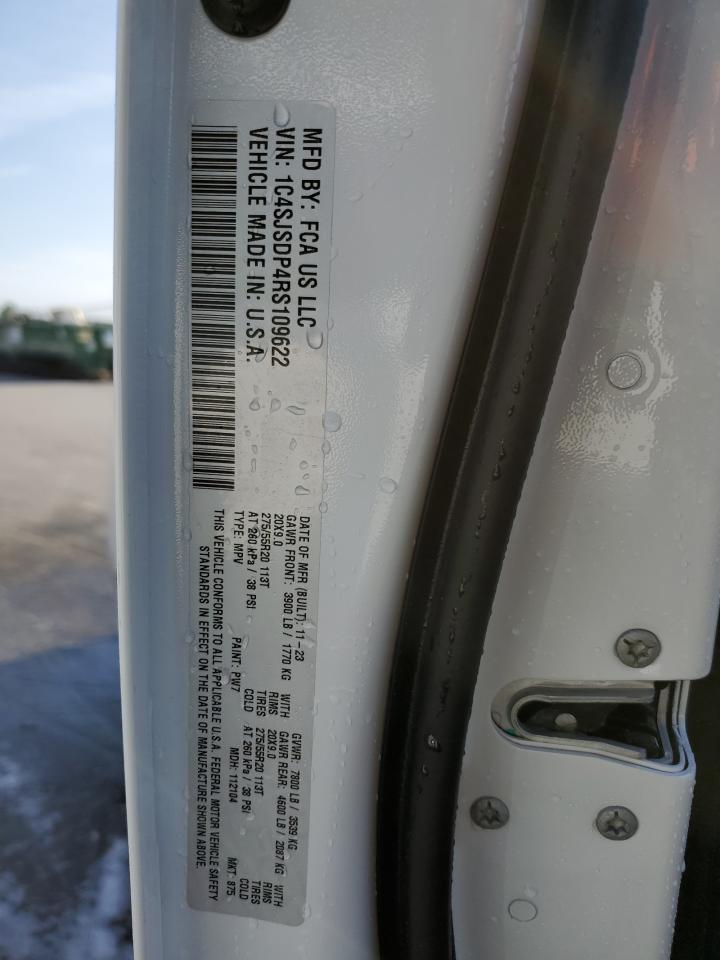 MFD BY: FCA US LLC
VIN: 1C4SJSDP4RS109622
VEHICLE MADE IN: U.S.A.
DATE OF MFR (BUILT): 11-23 GVWR: 7800 LB / 3539 KG
GAWR FRONT: 3900 LB / 1770 KG WITH GAWR REAR: 4600 LB / 2087 KG WITH
20X9.0 RIMS 20X9.0 RIMS
275/55R20 113T TIRES 275/55R20 113T TIRES
AT 260 kPa / 38 PSI COLD AT 260 kPa / 38 PSI COLD
TYPE: MPV PAINT: PW7 MDH: 112104 MKT: 875
THIS VEHICLE CONFORMS TO ALL APPLICABLE U.S.A. FEDERAL MOTOR VEHICLE SAFETY
STANDARDS IN EFFECT ON THE DATE OF MANUFACTURE SHOWN ABOVE.